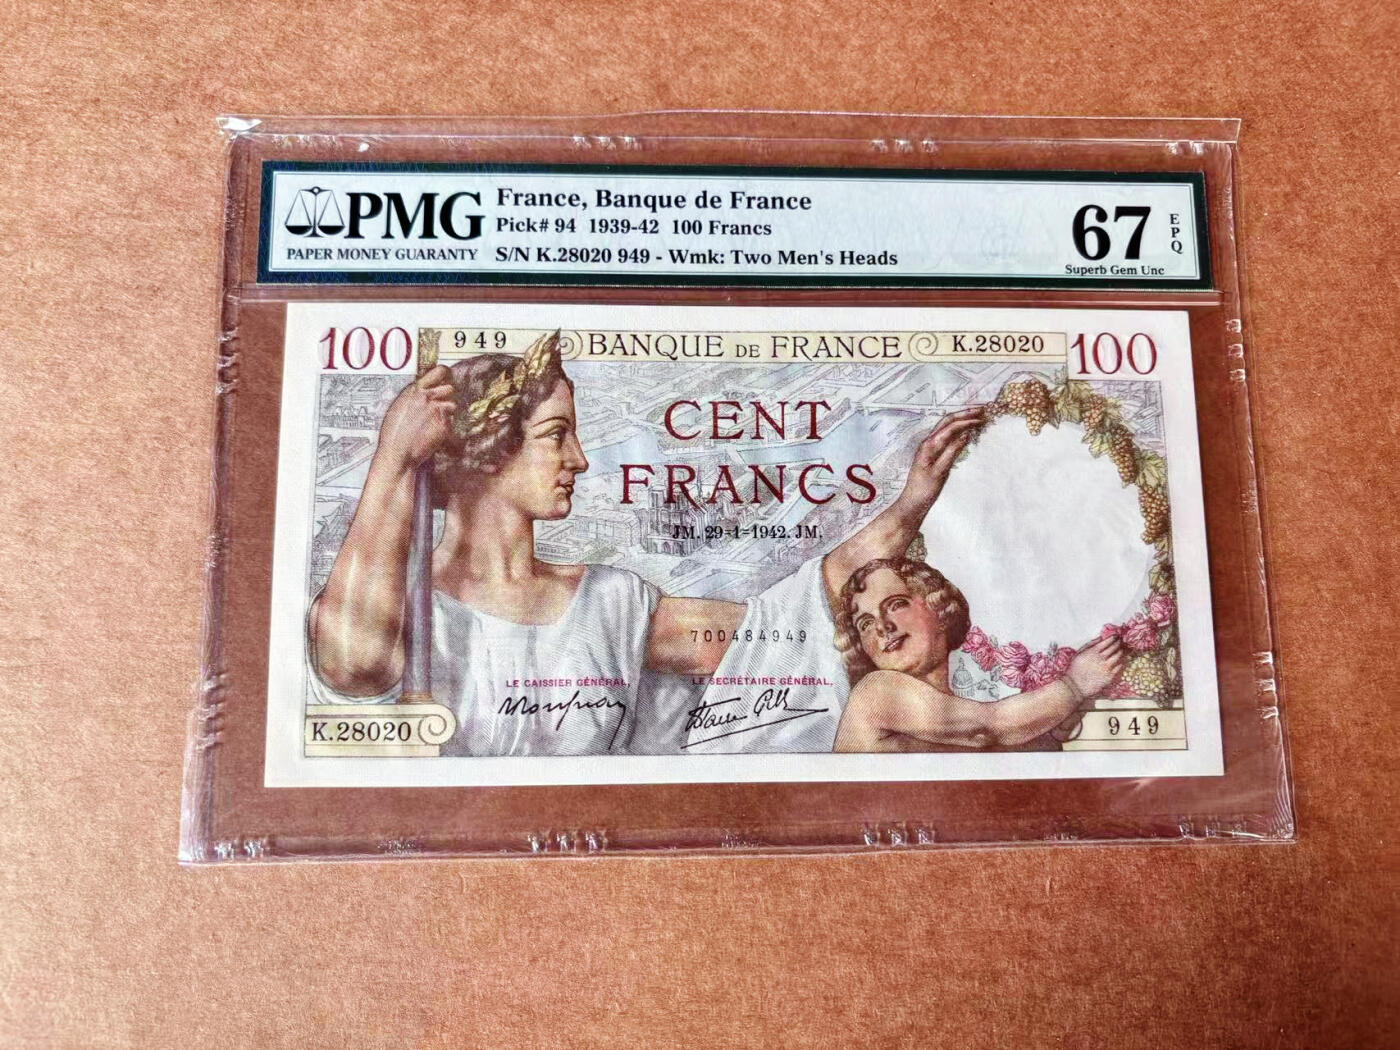 PMG
PAPER MONEY GUARANTY
France, Banque de France
Pick# 94 1939-42 100 Francs
S/N K.28020 949 - Wmk: Two Men's Heads
67
EPQ
Superb Gem Unc
100
949
BANQUE DE FRANCE
K.28020
100
CENT
FRANCS
JM. 29=1=1942. JM.
700484949
LE CAISSIER GÉNÉRAL,
LE SECRÉTAIRE GÉNÉRAL,
K.28020
949